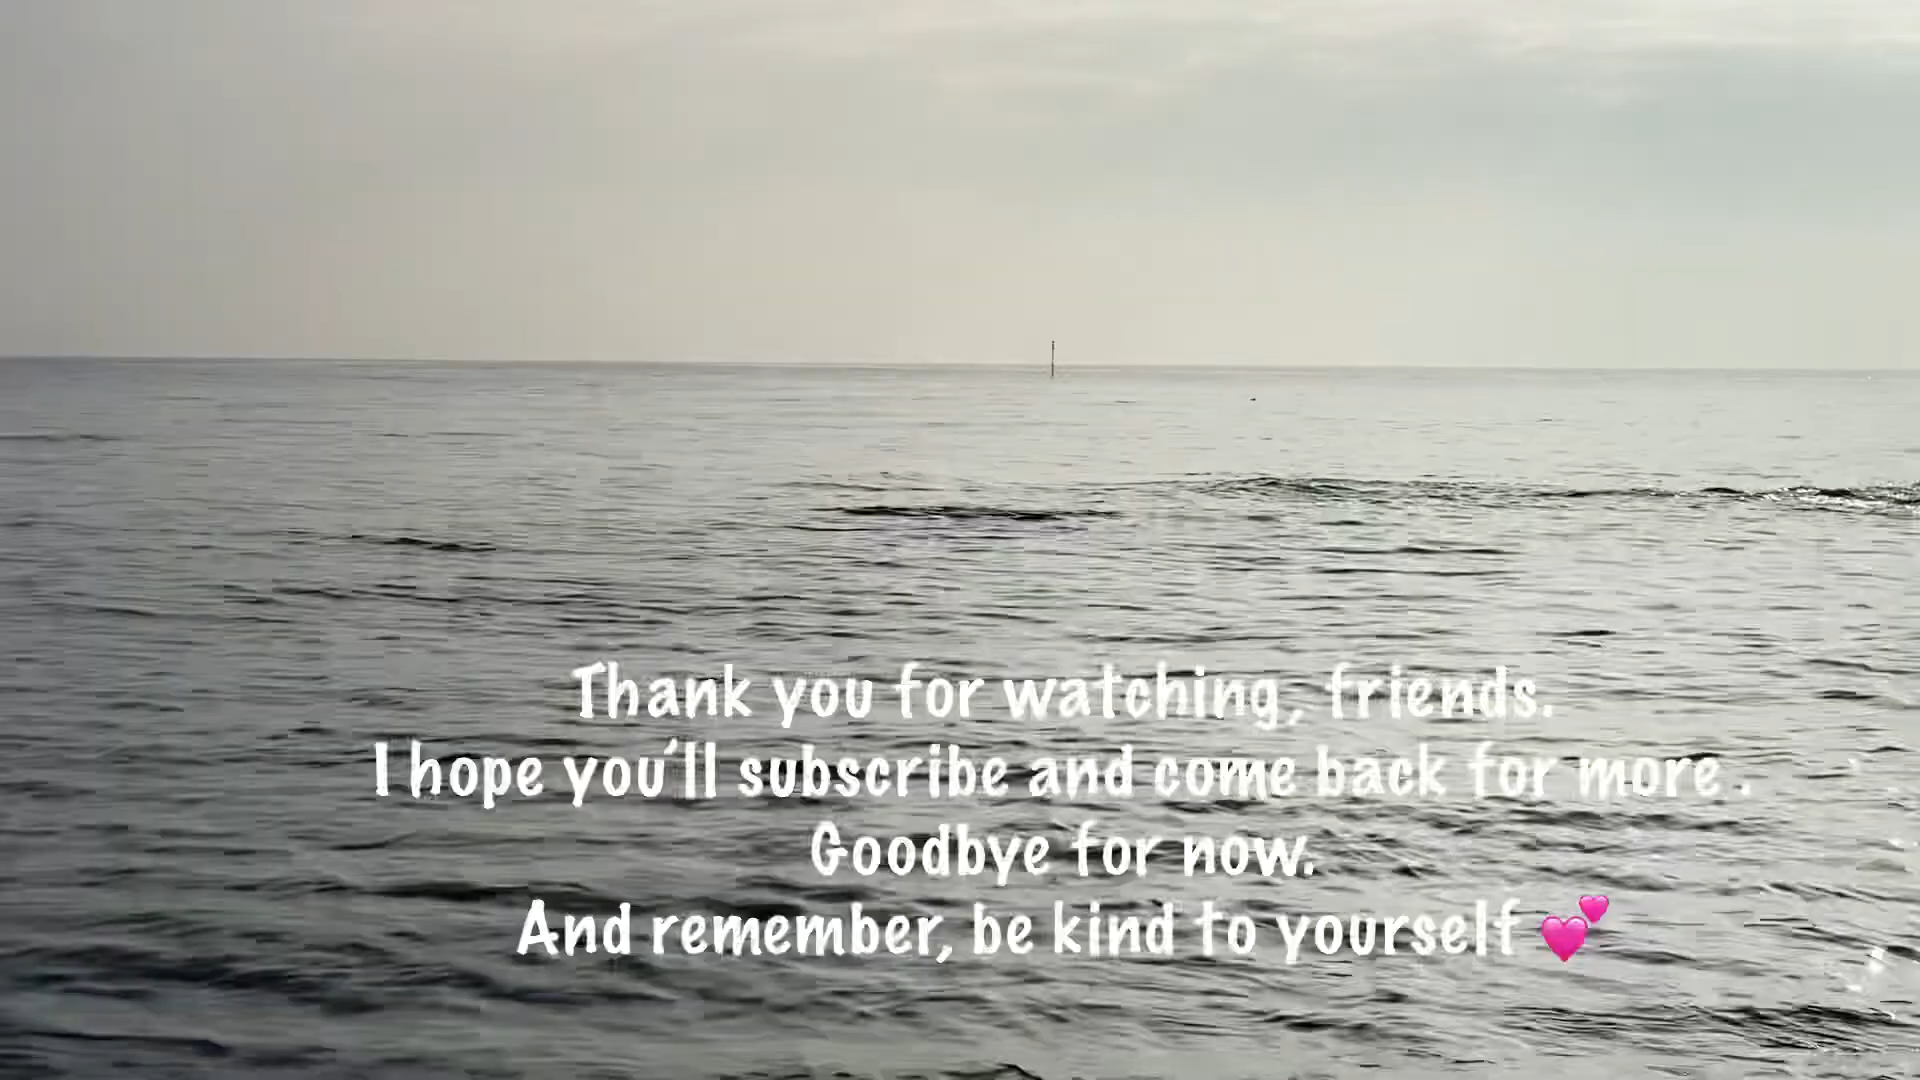 Thank you for watching, friends.
I hope you'll subscribe and come back for more .
Goodbye for now.
And remember, be kind to yourself 💕